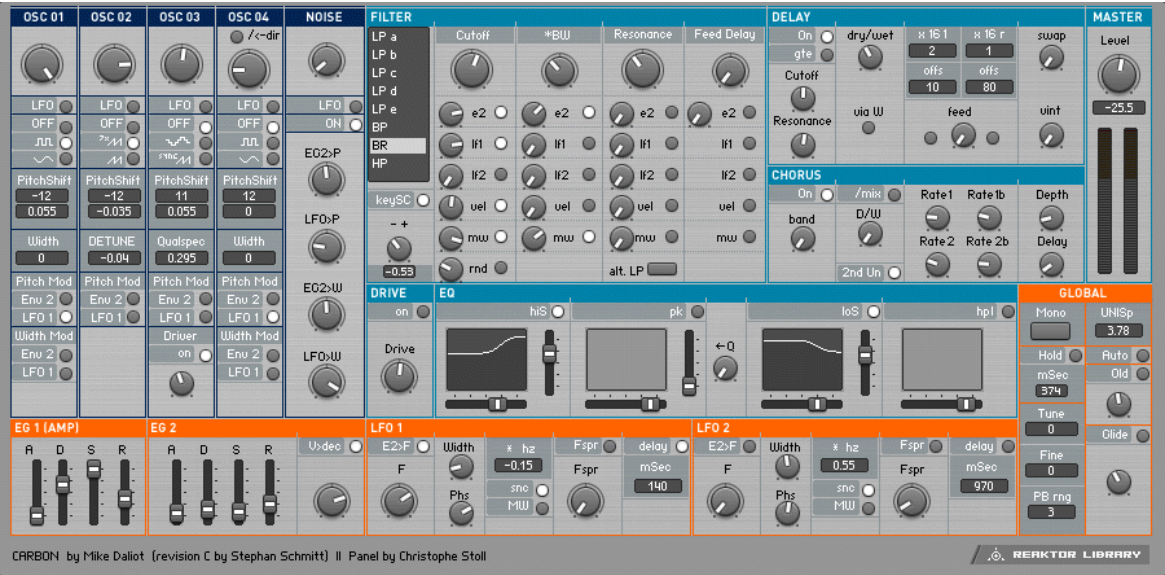 OSC 01 OSC 02 OSC 03 OSC 04 NOISE FILTER DELAY MASTER
/<-dir
LFO LFO LFO LFO LFO
OFF OFF OFF OFF ON
7x
sync
PitchShift PitchShift PitchShift PitchShift
-12 -12 11 12
0.055 -0.035 0.055 0
Width DETUNE Qualspec Width
0 -0.04 0.295 0
Pitch Mod Pitch Mod Pitch Mod Pitch Mod
Env 2 Env 2 Env 2 Env 2
LFO 1 LFO 1 LFO 1 LFO 1
Width Mod Driver Width Mod
Env 2 on Env 2
LFO 1 LFO 1
EG2>P
LFO>P
EG2>W
LFO>W
LP a
LP b
LP c
LP d
LP e
BP
BR
HP
keySC
- +
-0.53
Cutoff *BW Resonance Feed Delay
e2 e2 e2 e2
lf1 lf1 lf1 lf1
lf2 lf2 lf2 lf2
vel vel vel vel
mw mw mw mw
rnd alt. LP
On dry/wet x 16 l x 16 r swap
2 1
gte
Cutoff offs offs
10 80
Resonance via W feed vint
Level
-25.5
CHORUS
On /mix Rate1 Rate1b Depth
band D/W
Rate2 Rate 2b Delay
2nd Un
DRIVE EQ
on hiS pk loS hpl
Drive
←Q
GLOBAL
Mono UNISp
3.78
Hold Auto
mSec Old
374
Tune
0
Glide
Fine
0
PB rng
3
EG 1 (AMP) EG 2 LFO 1 LFO 2
A D S R A D S R V>dec
E2>F Width * hz Fspr delay
-0.15
F Fspr mSec
140
Phs snc
MW
E2>F Width * hz Fspr delay
0.55
F Fspr mSec
970
Phs snc
MW
CARBON by Mike Daliot (revision C by Stephan Schmitt) II Panel by Christophe Stoll
REAKTOR LIBRARY